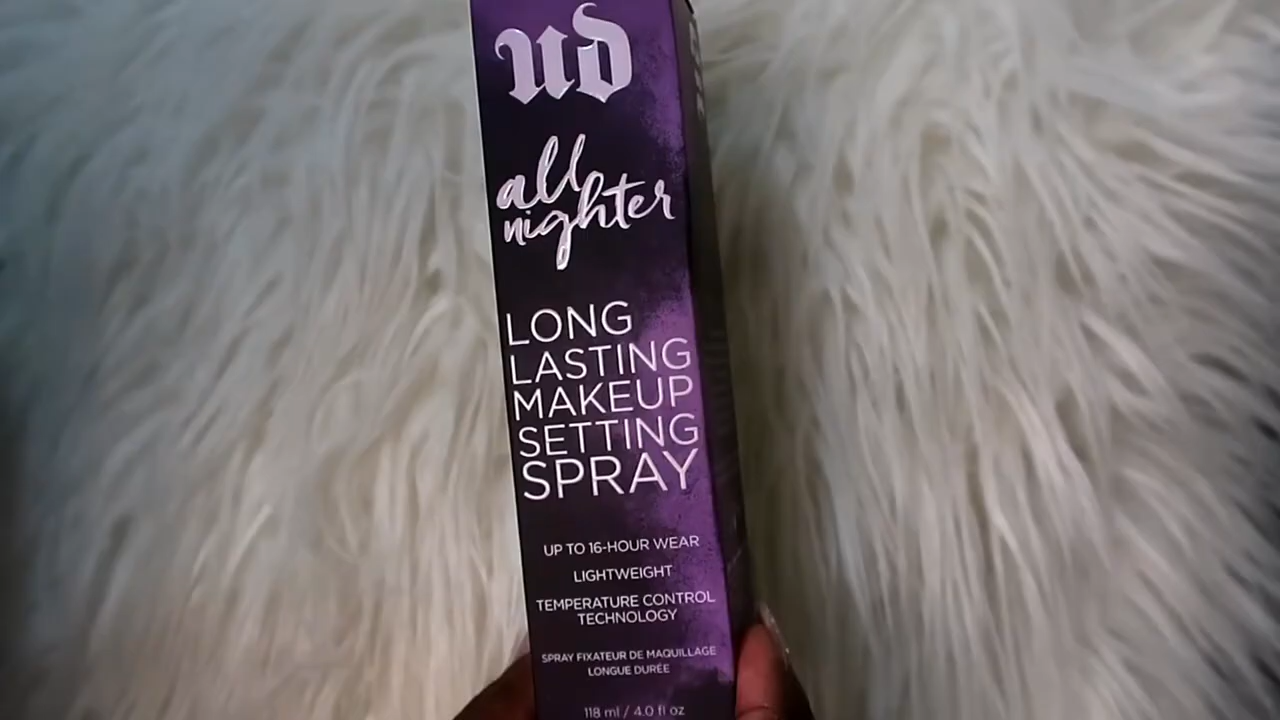 ud
all
nighter
LONG
LASTING
MAKEUP
SETTING
SPRAY
UP TO 16-HOUR WEAR
LIGHTWEIGHT
TEMPERATURE CONTROL
TECHNOLOGY
SPRAY FIXATEUR DE MAQUILLAGE
LONGUE DURÉE
118 ml / 4.0 fl oz